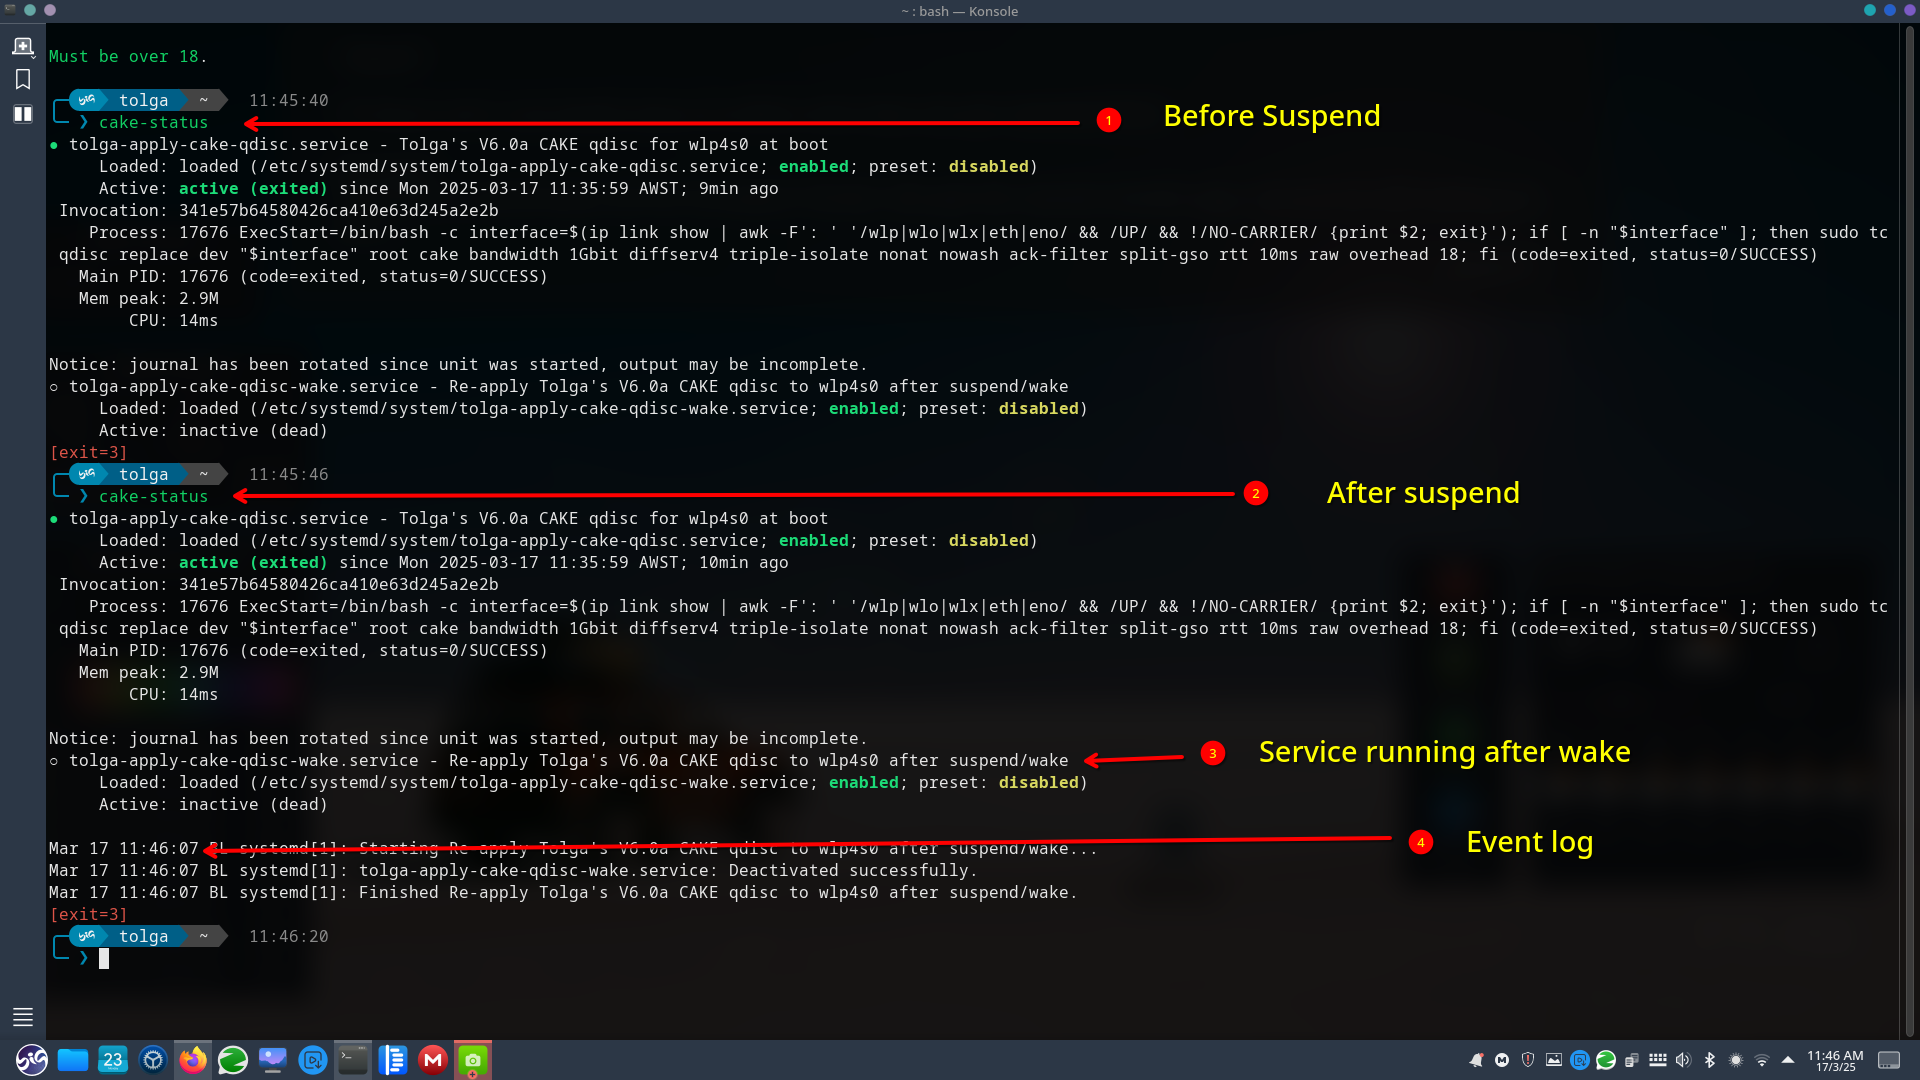 ~ : bash — Konsole
Must be over 18.
big tolga ~ 11:45:40
❯ cake-status
1 Before Suspend
● tolga-apply-cake-qdisc.service - Tolga's V6.0a CAKE qdisc for wlp4s0 at boot
Loaded: loaded (/etc/systemd/system/tolga-apply-cake-qdisc.service; enabled; preset: disabled)
Active: active (exited) since Mon 2025-03-17 11:35:59 AWST; 9min ago
Invocation: 341e57b64580426ca410e63d245a2e2b
Process: 17676 ExecStart=/bin/bash -c interface=$(ip link show | awk -F': ' '/wlp|wlo|wlx|eth|eno/ && /UP/ && !/NO-CARRIER/ {print $2; exit}'); if [ -n "$interface" ]; then sudo tc
qdisc replace dev "$interface" root cake bandwidth 1Gbit diffserv4 triple-isolate nonat nowash ack-filter split-gso rtt 10ms raw overhead 18; fi (code=exited, status=0/SUCCESS)
Main PID: 17676 (code=exited, status=0/SUCCESS)
Mem peak: 2.9M
CPU: 14ms
Notice: journal has been rotated since unit was started, output may be incomplete.
○ tolga-apply-cake-qdisc-wake.service - Re-apply Tolga's V6.0a CAKE qdisc to wlp4s0 after suspend/wake
Loaded: loaded (/etc/systemd/system/tolga-apply-cake-qdisc-wake.service; enabled; preset: disabled)
Active: inactive (dead)
[exit=3]
big tolga ~ 11:45:46
❯ cake-status
2 After suspend
● tolga-apply-cake-qdisc.service - Tolga's V6.0a CAKE qdisc for wlp4s0 at boot
Loaded: loaded (/etc/systemd/system/tolga-apply-cake-qdisc.service; enabled; preset: disabled)
Active: active (exited) since Mon 2025-03-17 11:35:59 AWST; 10min ago
Invocation: 341e57b64580426ca410e63d245a2e2b
Process: 17676 ExecStart=/bin/bash -c interface=$(ip link show | awk -F': ' '/wlp|wlo|wlx|eth|eno/ && /UP/ && !/NO-CARRIER/ {print $2; exit}'); if [ -n "$interface" ]; then sudo tc
qdisc replace dev "$interface" root cake bandwidth 1Gbit diffserv4 triple-isolate nonat nowash ack-filter split-gso rtt 10ms raw overhead 18; fi (code=exited, status=0/SUCCESS)
Main PID: 17676 (code=exited, status=0/SUCCESS)
Mem peak: 2.9M
CPU: 14ms
Notice: journal has been rotated since unit was started, output may be incomplete.
○ tolga-apply-cake-qdisc-wake.service - Re-apply Tolga's V6.0a CAKE qdisc to wlp4s0 after suspend/wake
3 Service running after wake
Loaded: loaded (/etc/systemd/system/tolga-apply-cake-qdisc-wake.service; enabled; preset: disabled)
Active: inactive (dead)
Mar 17 11:46:07 BL systemd[1]: Starting Re-apply Tolga's V6.0a CAKE qdisc to wlp4s0 after suspend/wake...
4 Event log
Mar 17 11:46:07 BL systemd[1]: tolga-apply-cake-qdisc-wake.service: Deactivated successfully.
Mar 17 11:46:07 BL systemd[1]: Finished Re-apply Tolga's V6.0a CAKE qdisc to wlp4s0 after suspend/wake.
[exit=3]
big tolga ~ 11:46:20
❯
big 23 M
11:46 AM
17/3/25